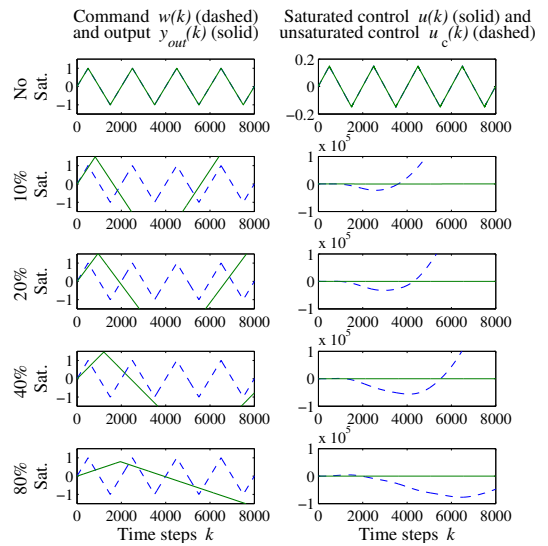 Command w(k) (dashed)
and output y_out(k) (solid)
Saturated control u(k) (solid) and
unsaturated control u_c(k) (dashed)
No
Sat.
1
0
−1
0 2000 4000 6000 8000
0.2
0
−0.2
0 2000 4000 6000 8000
10%
Sat.
1
0
−1
0 2000 4000 6000 8000
x 10^5
1
0
−1
0 2000 4000 6000 8000
20%
Sat.
1
0
−1
0 2000 4000 6000 8000
x 10^5
1
0
−1
0 2000 4000 6000 8000
40%
Sat.
1
0
−1
0 2000 4000 6000 8000
x 10^5
1
0
−1
0 2000 4000 6000 8000
80%
Sat.
1
0
−1
0 2000 4000 6000 8000
Time steps k
x 10^5
1
0
−1
0 2000 4000 6000 8000
Time steps k